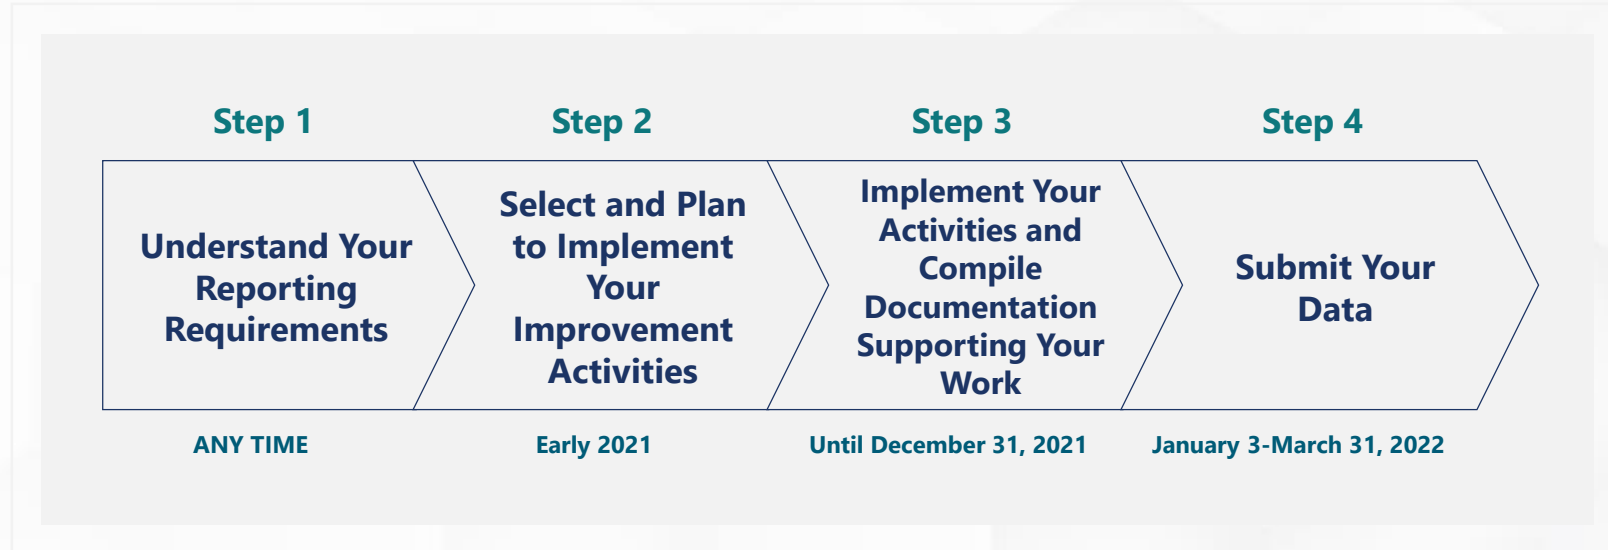 Step 1
Understand Your
Reporting
Requirements
ANY TIME
Step 2
Select and Plan
to Implement
Your
Improvement
Activities
Early 2021
Step 3
Implement Your
Activities and
Compile
Documentation
Supporting Your
Work
Until December 31, 2021
Step 4
Submit Your
Data
January 3-March 31, 2022